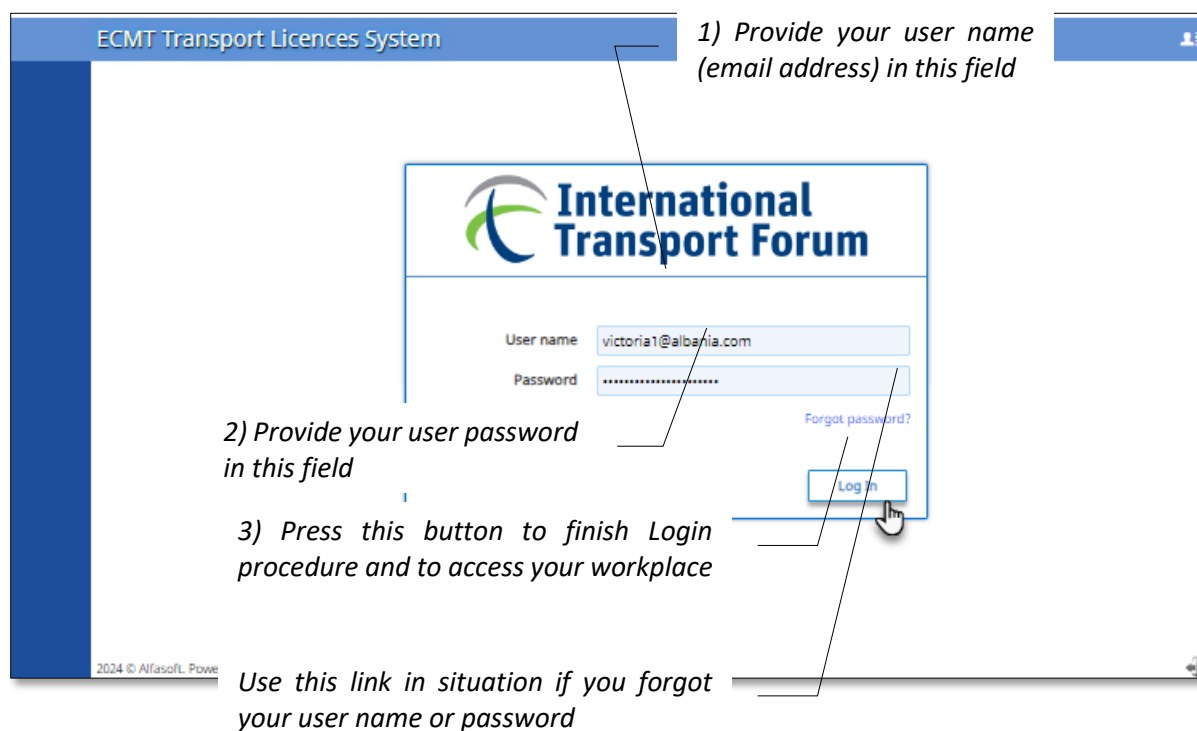 ECMT Transport Licences System
1) Provide your user name
(email address) in this field
International
Transport Forum
User name victoria1@albania.com
Password ••••••••••••••••••••••
Forgot password?
2) Provide your user password
in this field
Log In
3) Press this button to finish Login
procedure and to access your workplace
2024 © Alfasoft.
Use this link in situation if you forgot
your user name or password